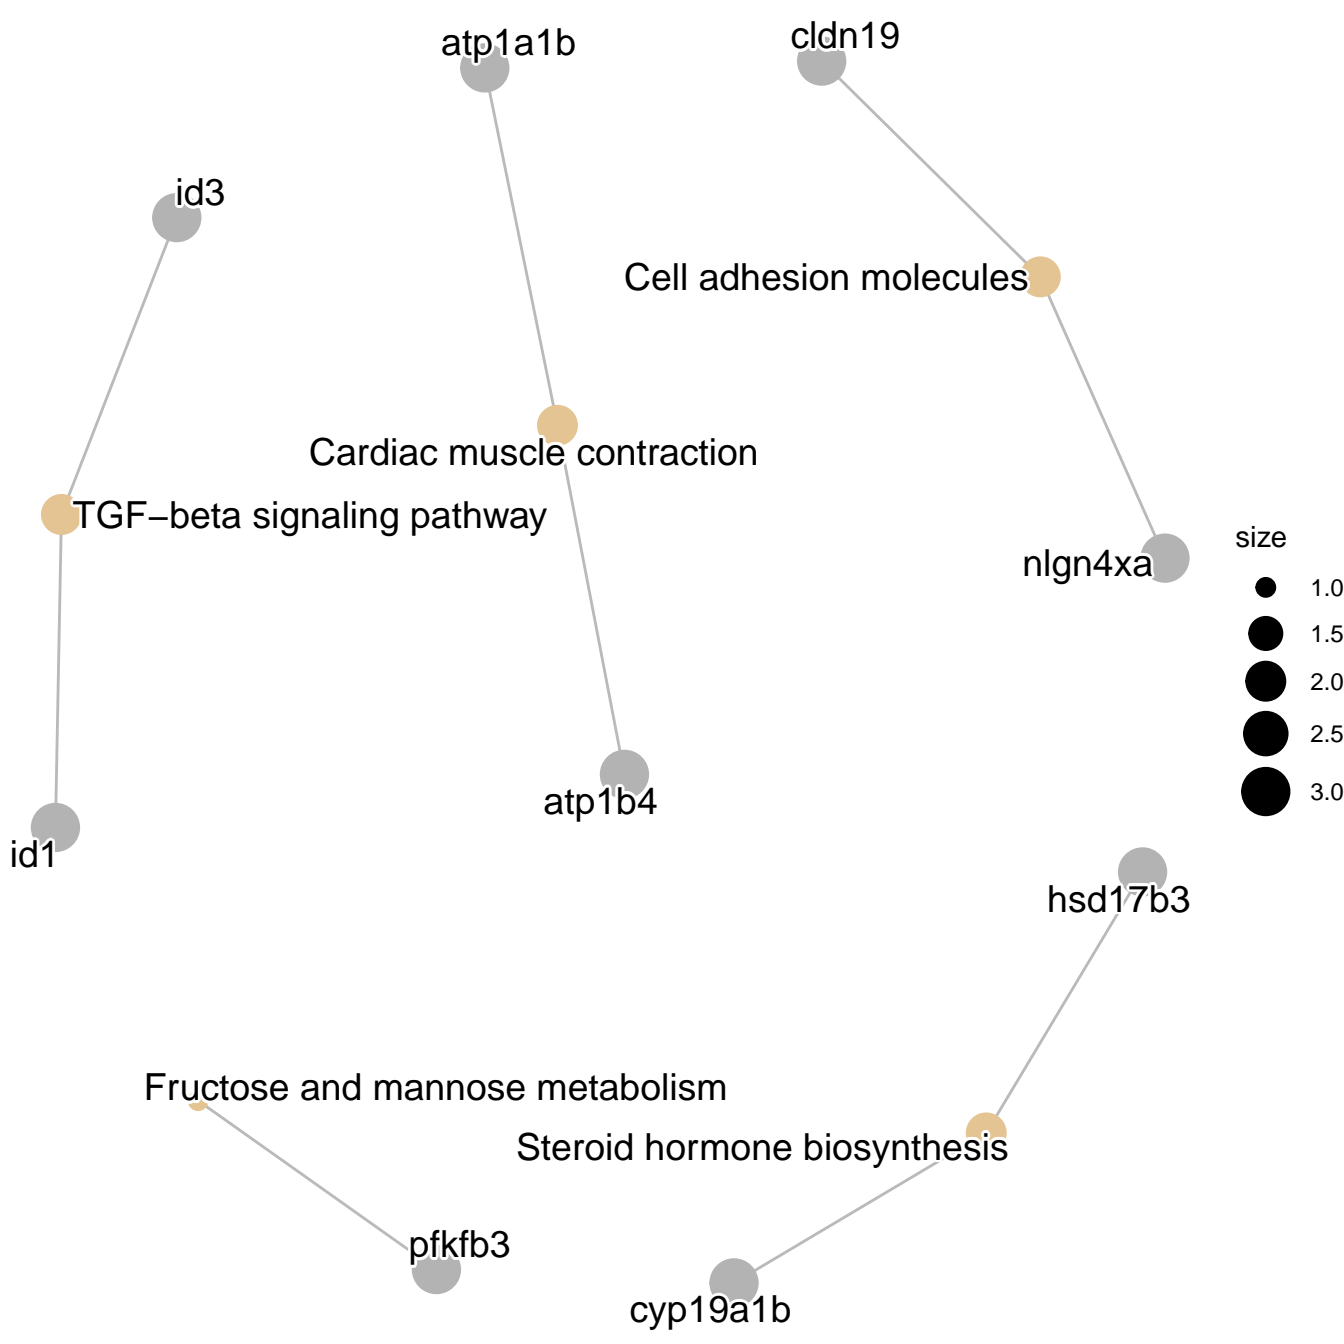 atp1a1b
cldn19
id3
Cell adhesion molecules
Cardiac muscle contraction
TGF−beta signaling pathway
nlgn4xa
size
1.0
1.5
2.0
2.5
3.0
atp1b4
id1
hsd17b3
Fructose and mannose metabolism
Steroid hormone biosynthesis
pfkfb3
cyp19a1b